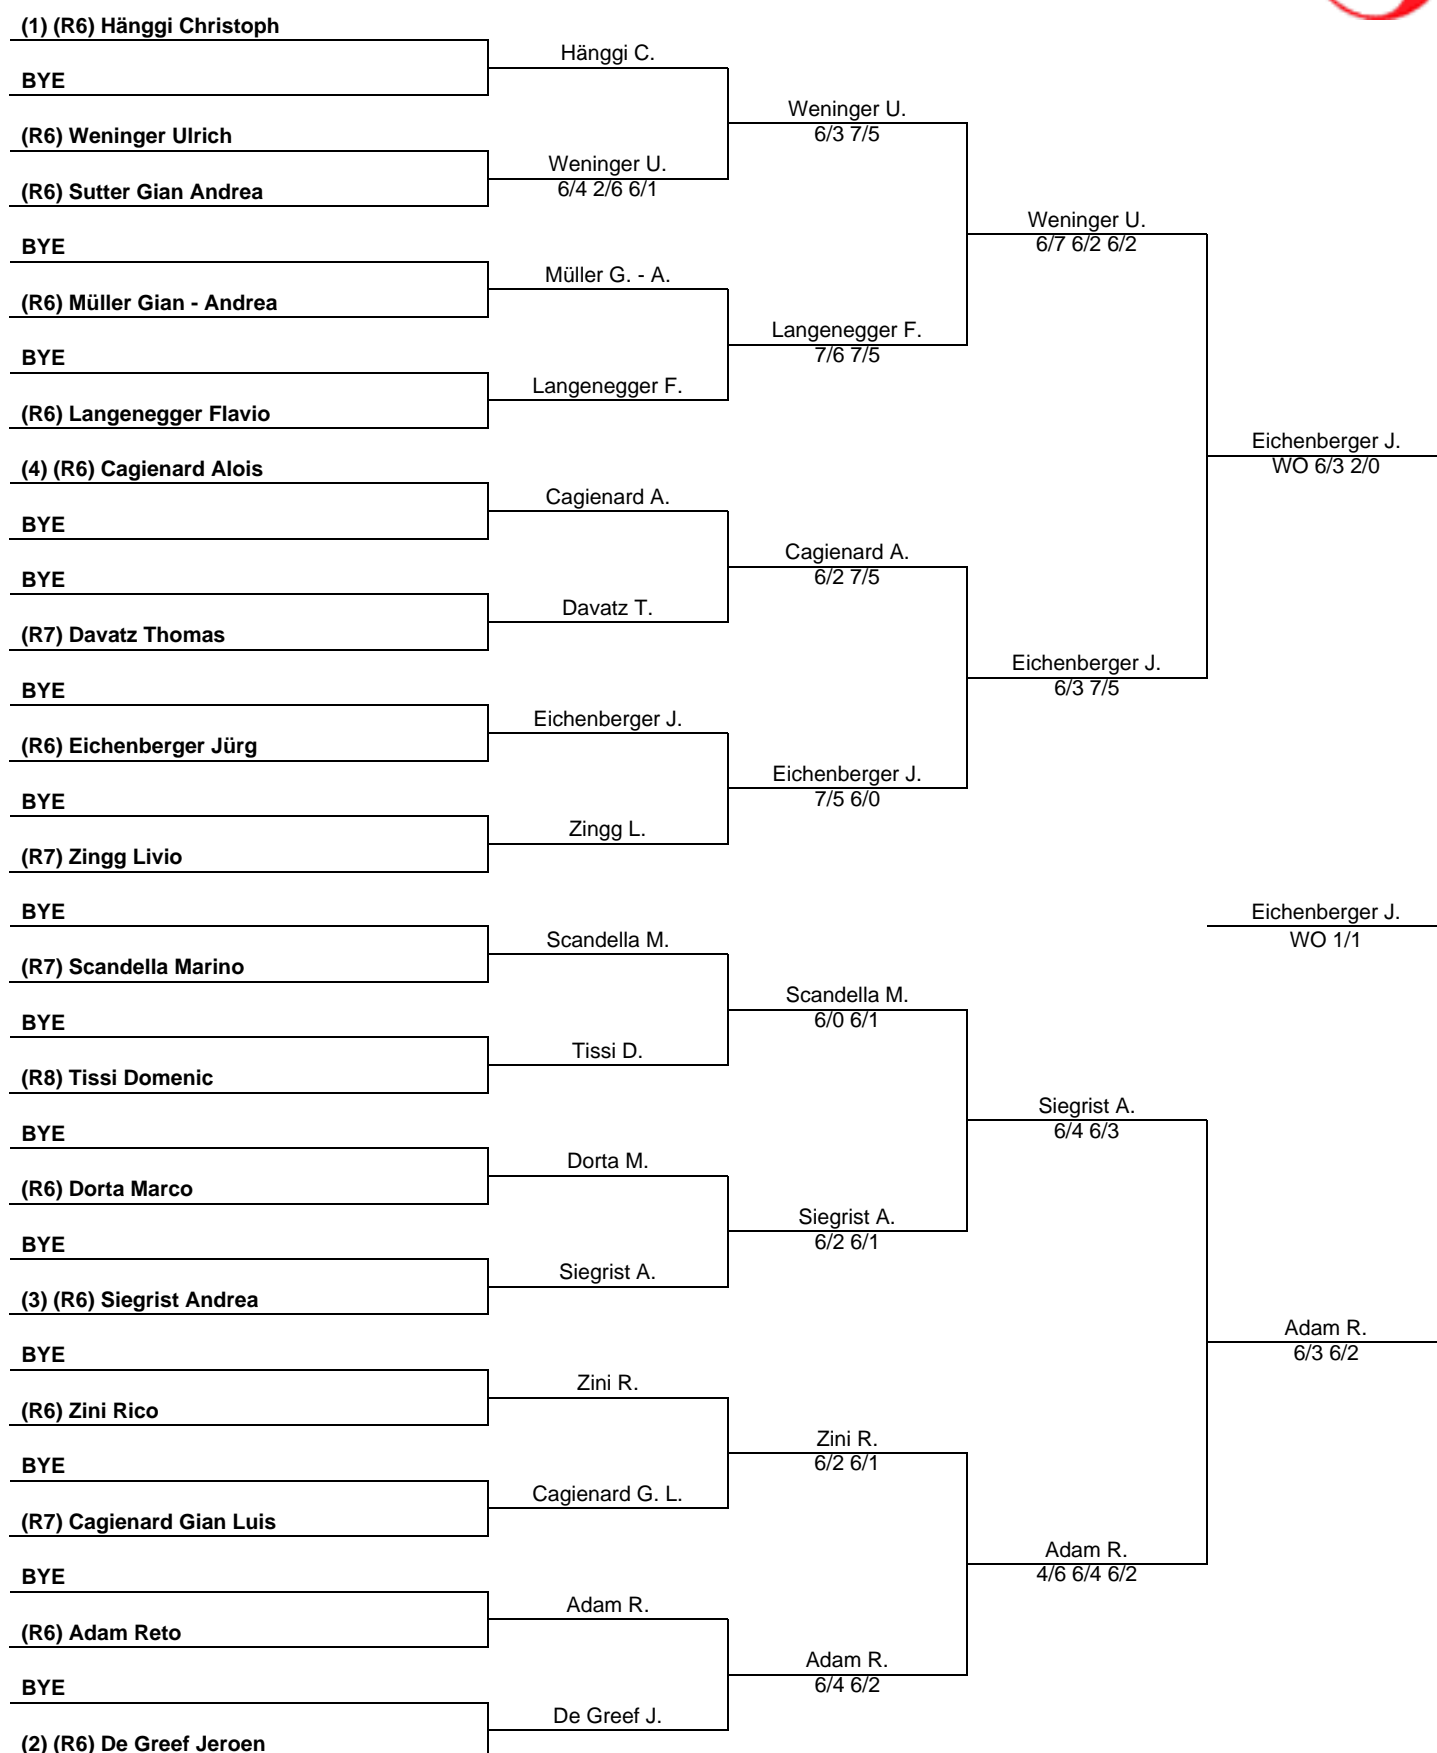 (1) (R6) Hänggi Christoph
Hänggi C.
BYE
Weninger U.
6/3 7/5
(R6) Weninger Ulrich
Weninger U.
6/4 2/6 6/1
(R6) Sutter Gian Andrea
Weninger U.
6/7 6/2 6/2
BYE
Müller G. - A.
(R6) Müller Gian - Andrea
Langenegger F.
7/6 7/5
BYE
Langenegger F.
(R6) Langenegger Flavio
Eichenberger J.
WO 6/3 2/0
(4) (R6) Cagienard Alois
Cagienard A.
BYE
Cagienard A.
6/2 7/5
BYE
Davatz T.
(R7) Davatz Thomas
Eichenberger J.
6/3 7/5
BYE
Eichenberger J.
(R6) Eichenberger Jürg
Eichenberger J.
7/5 6/0
BYE
Zingg L.
(R7) Zingg Livio
BYE
Eichenberger J.
WO 1/1
Scandella M.
(R7) Scandella Marino
Scandella M.
6/0 6/1
BYE
Tissi D.
(R8) Tissi Domenic
Siegrist A.
6/4 6/3
BYE
Dorta M.
(R6) Dorta Marco
Siegrist A.
6/2 6/1
BYE
Siegrist A.
(3) (R6) Siegrist Andrea
Adam R.
6/3 6/2
BYE
Zini R.
(R6) Zini Rico
Zini R.
6/2 6/1
BYE
Cagienard G. L.
(R7) Cagienard Gian Luis
Adam R.
4/6 6/4 6/2
BYE
Adam R.
(R6) Adam Reto
Adam R.
6/4 6/2
BYE
De Greef J.
(2) (R6) De Greef Jeroen